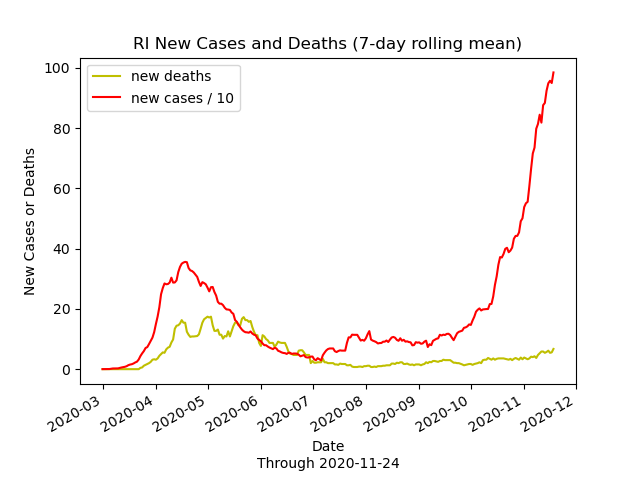 RI New Cases and Deaths (7-day rolling mean)
new deaths
new cases / 10
100
80
60
40
20
0
New Cases or Deaths
2020-03
2020-04
2020-05
2020-06
2020-07
2020-08
2020-09
2020-10
2020-11
2020-12
Date
Through 2020-11-24